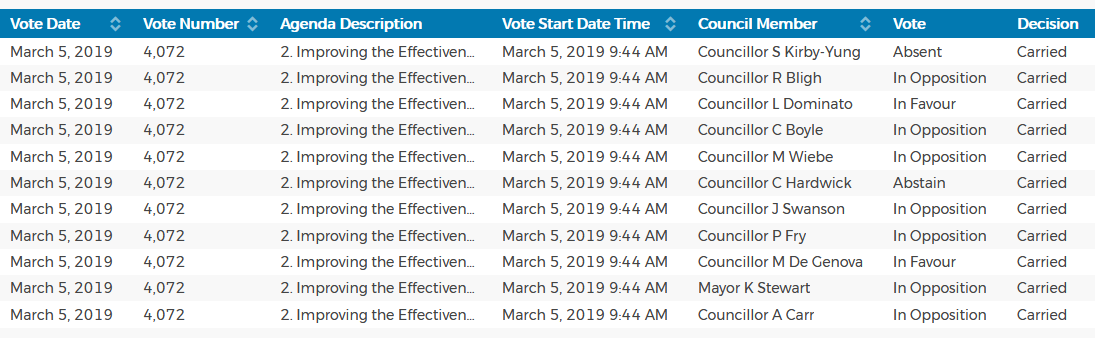 Vote Date Vote Number Agenda Description Vote Start Date Time Council Member Vote Decision
March 5, 2019 4,072 2. Improving the Effectiven... March 5, 2019 9:44 AM Councillor S Kirby-Yung Absent Carried
March 5, 2019 4,072 2. Improving the Effectiven... March 5, 2019 9:44 AM Councillor R Bligh In Opposition Carried
March 5, 2019 4,072 2. Improving the Effectiven... March 5, 2019 9:44 AM Councillor L Dominato In Favour Carried
March 5, 2019 4,072 2. Improving the Effectiven... March 5, 2019 9:44 AM Councillor C Boyle In Opposition Carried
March 5, 2019 4,072 2. Improving the Effectiven... March 5, 2019 9:44 AM Councillor M Wiebe In Opposition Carried
March 5, 2019 4,072 2. Improving the Effectiven... March 5, 2019 9:44 AM Councillor C Hardwick Abstain Carried
March 5, 2019 4,072 2. Improving the Effectiven... March 5, 2019 9:44 AM Councillor J Swanson In Opposition Carried
March 5, 2019 4,072 2. Improving the Effectiven... March 5, 2019 9:44 AM Councillor P Fry In Opposition Carried
March 5, 2019 4,072 2. Improving the Effectiven... March 5, 2019 9:44 AM Councillor M De Genova In Favour Carried
March 5, 2019 4,072 2. Improving the Effectiven... March 5, 2019 9:44 AM Mayor K Stewart In Opposition Carried
March 5, 2019 4,072 2. Improving the Effectiven... March 5, 2019 9:44 AM Councillor A Carr In Opposition Carried